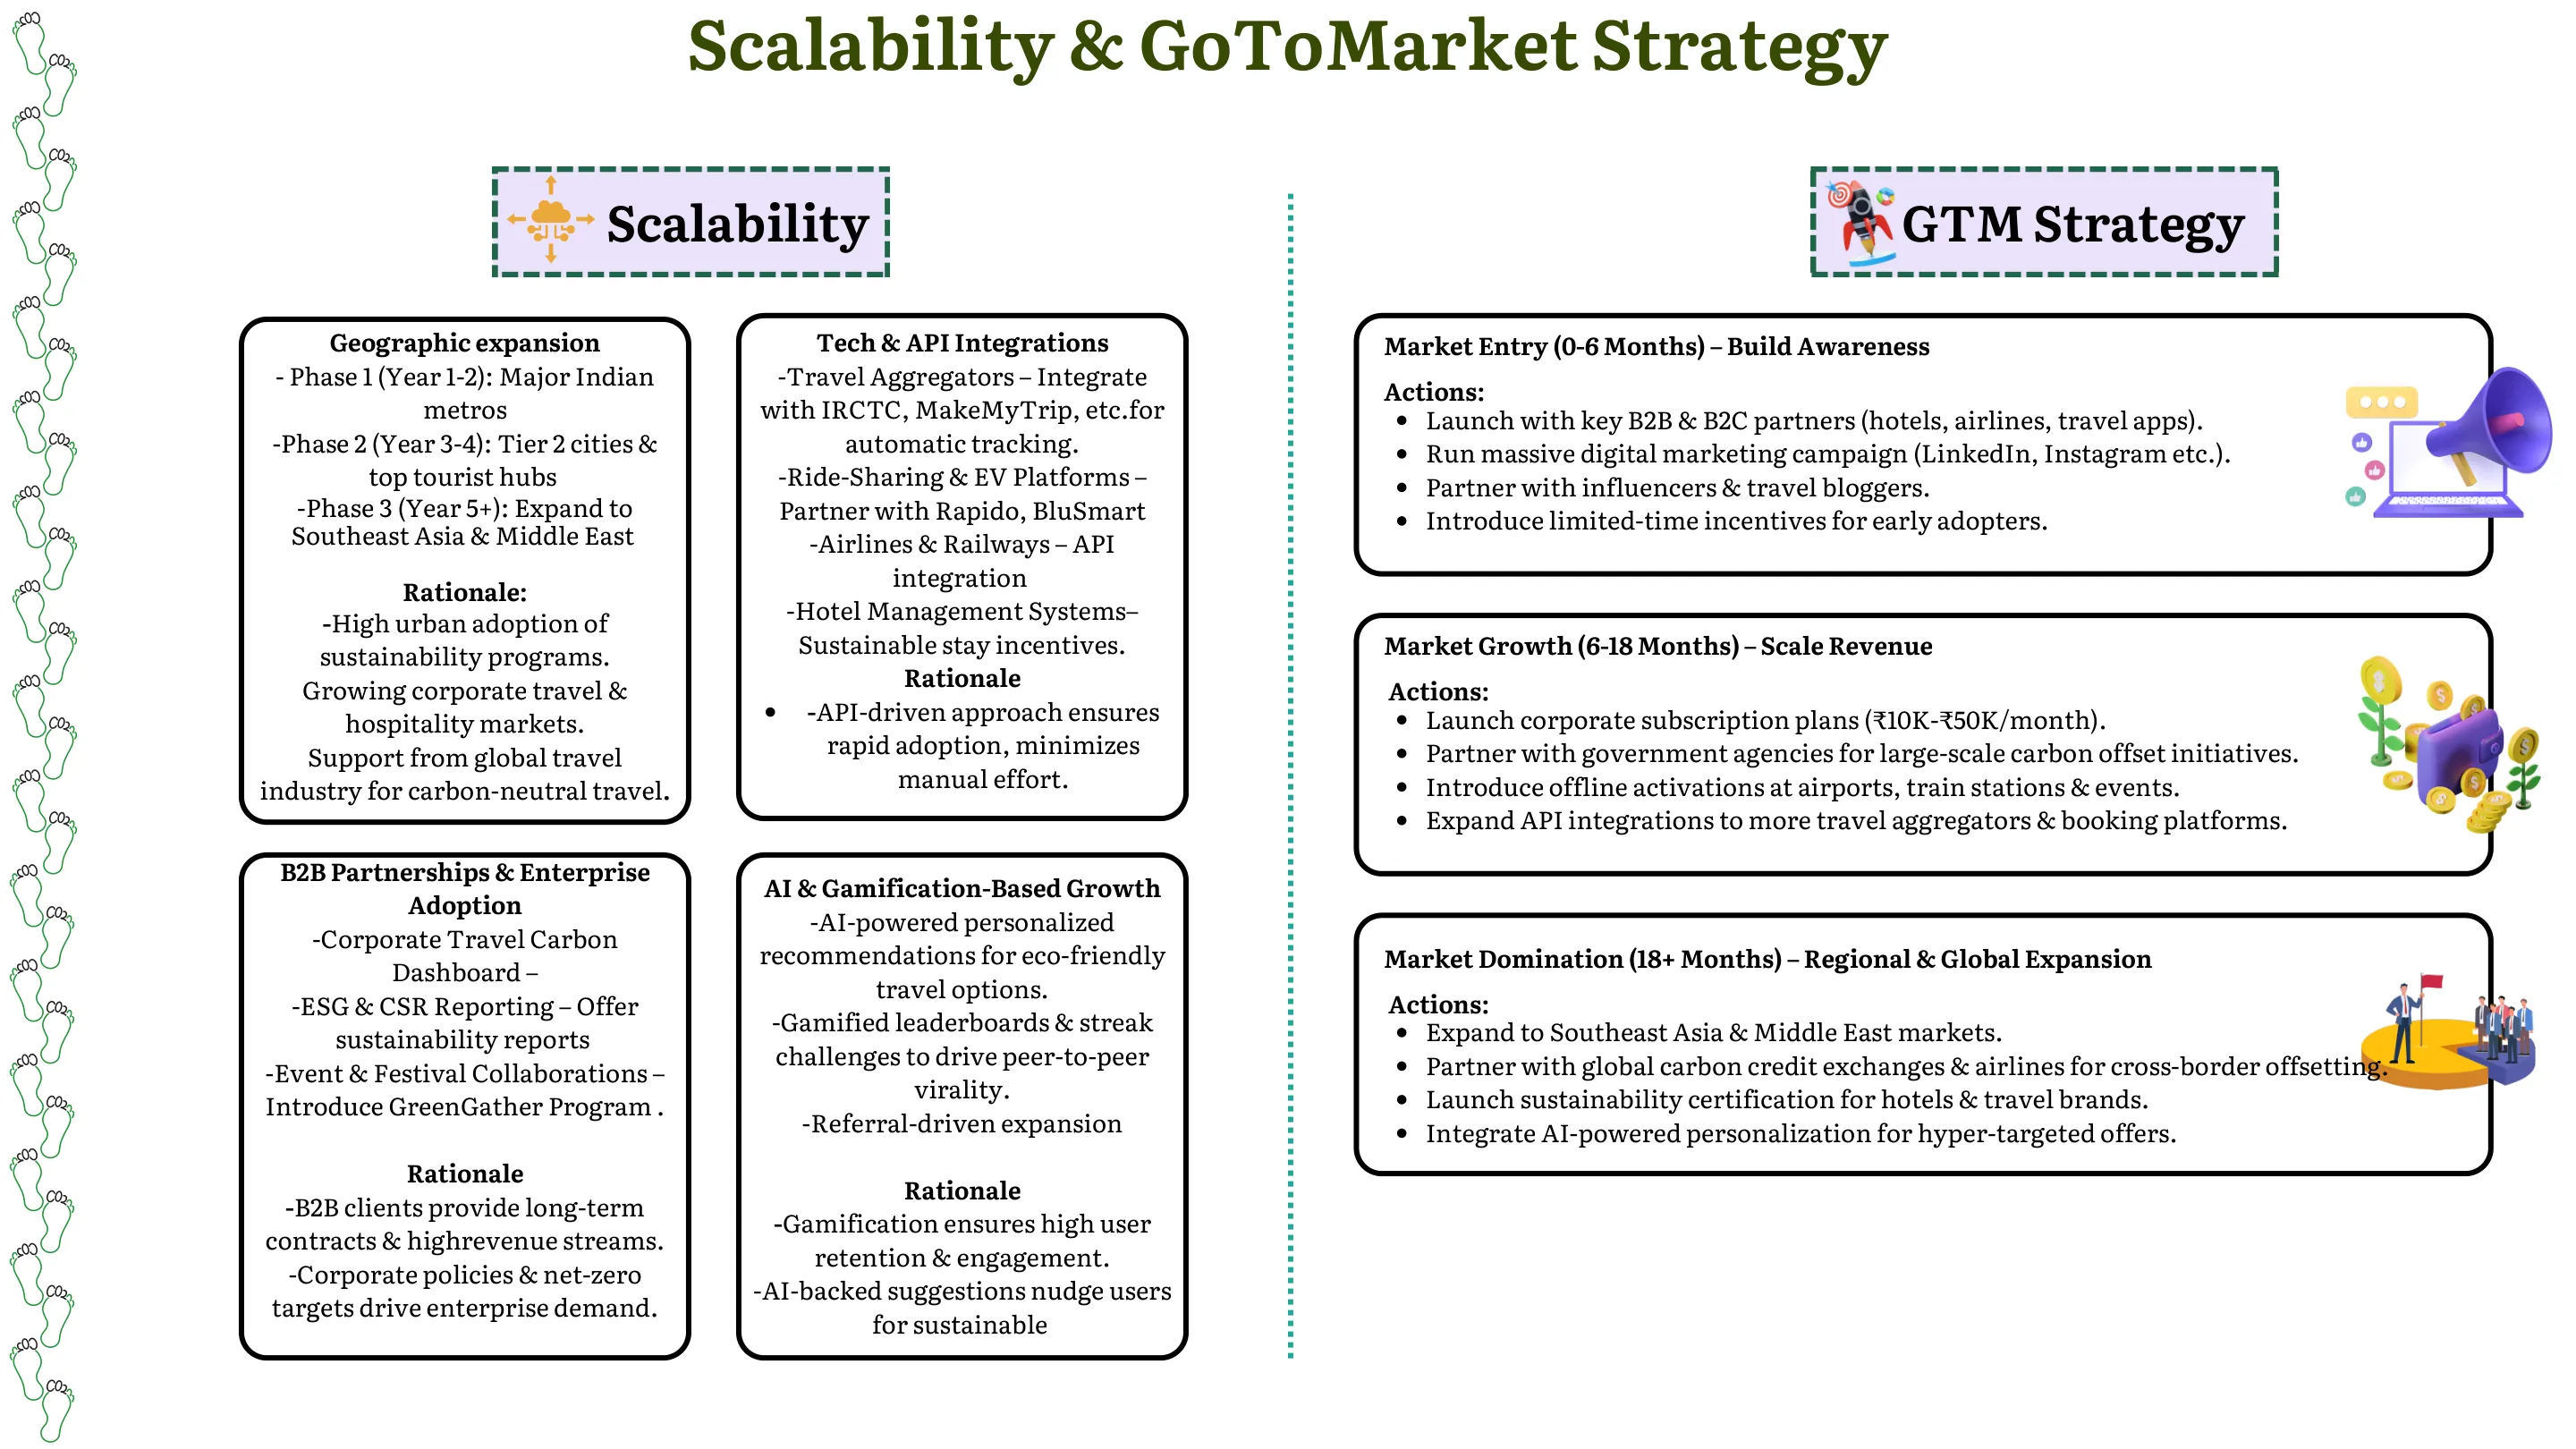 Scalability & GoToMarket Strategy
Scalability
Geographic expansion
- Phase 1 (Year 1-2): Major Indian
metros
-Phase 2 (Year 3-4): Tier 2 cities &
top tourist hubs
-Phase 3 (Year 5+): Expand to
Southeast Asia & Middle East
Rationale:
-High urban adoption of
sustainability programs.
Growing corporate travel &
hospitality markets.
Support from global travel
industry for carbon-neutral travel.
Tech & API Integrations
-Travel Aggregators – Integrate
with IRCTC, MakeMyTrip, etc.for
automatic tracking.
-Ride-Sharing & EV Platforms –
Partner with Rapido, BluSmart
-Airlines & Railways – API
integration
-Hotel Management Systems–
Sustainable stay incentives.
Rationale
• -API-driven approach ensures
rapid adoption, minimizes
manual effort.
B2B Partnerships & Enterprise
Adoption
-Corporate Travel Carbon
Dashboard –
-ESG & CSR Reporting – Offer
sustainability reports
-Event & Festival Collaborations –
Introduce GreenGather Program .
Rationale
-B2B clients provide long-term
contracts & highrevenue streams.
-Corporate policies & net-zero
targets drive enterprise demand.
AI & Gamification-Based Growth
-AI-powered personalized
recommendations for eco-friendly
travel options.
-Gamified leaderboards & streak
challenges to drive peer-to-peer
virality.
-Referral-driven expansion
Rationale
-Gamification ensures high user
retention & engagement.
-AI-backed suggestions nudge users
for sustainable
GTM Strategy
Market Entry (0-6 Months) – Build Awareness
Actions:
• Launch with key B2B & B2C partners (hotels, airlines, travel apps).
• Run massive digital marketing campaign (LinkedIn, Instagram etc.).
• Partner with influencers & travel bloggers.
• Introduce limited-time incentives for early adopters.
Market Growth (6-18 Months) – Scale Revenue
Actions:
• Launch corporate subscription plans (₹10K-₹50K/month).
• Partner with government agencies for large-scale carbon offset initiatives.
• Introduce offline activations at airports, train stations & events.
• Expand API integrations to more travel aggregators & booking platforms.
Market Domination (18+ Months) – Regional & Global Expansion
Actions:
• Expand to Southeast Asia & Middle East markets.
• Partner with global carbon credit exchanges & airlines for cross-border offsetting.
• Launch sustainability certification for hotels & travel brands.
• Integrate AI-powered personalization for hyper-targeted offers.